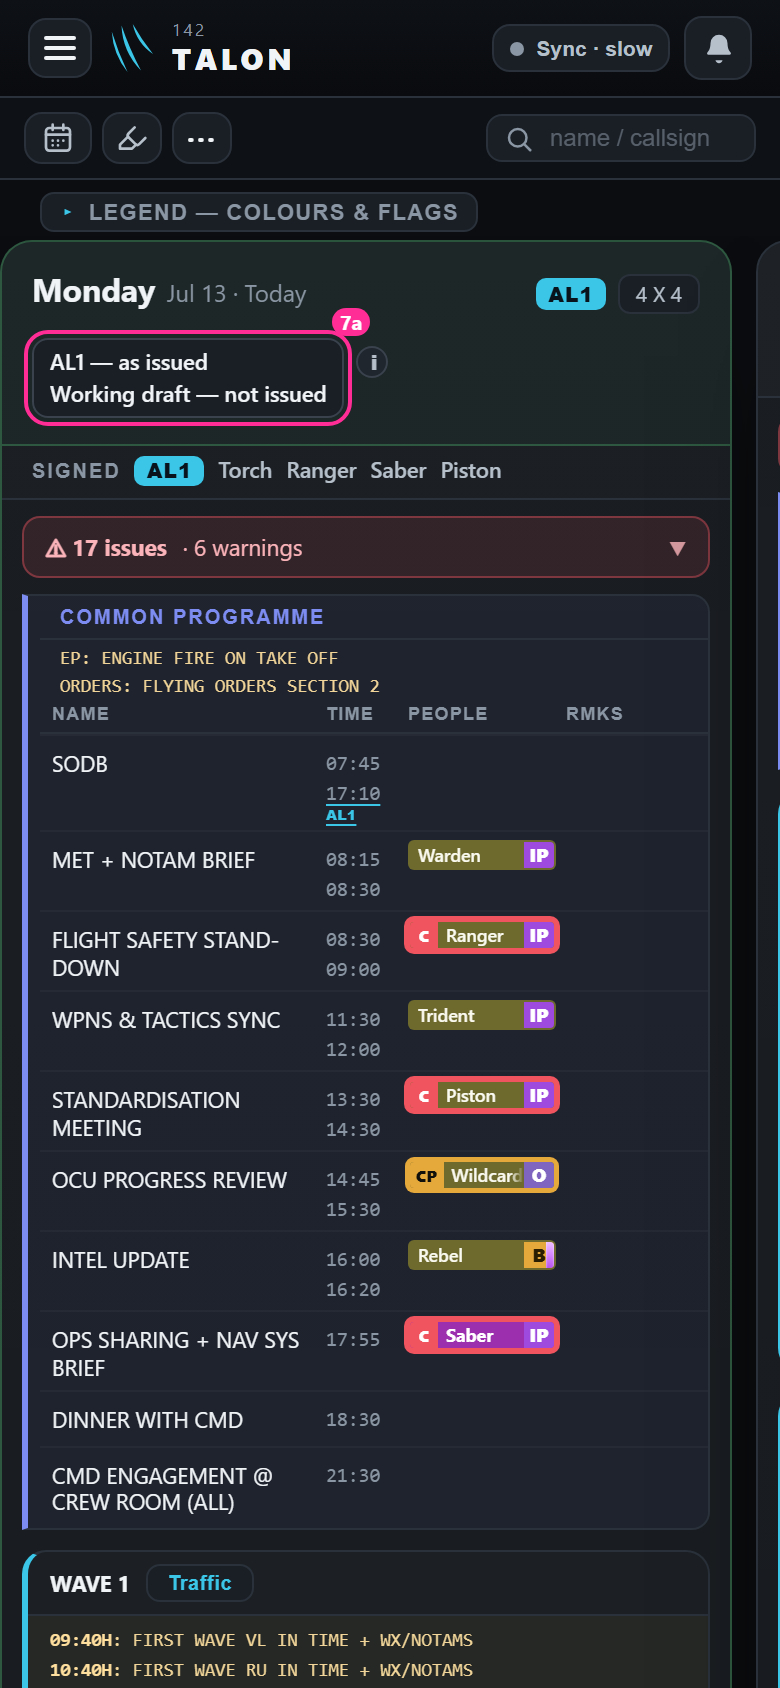 142
TALON
Sync · slow
name / callsign
LEGEND — COLOURS & FLAGS
Monday Jul 13 · Today
AL1
4 X 4
7a
AL1 — as issued
Working draft — not issued
i
SIGNED AL1 Torch Ranger Saber Piston
17 issues · 6 warnings
COMMON PROGRAMME
EP: ENGINE FIRE ON TAKE OFF
ORDERS: FLYING ORDERS SECTION 2
NAME TIME PEOPLE RMKS
SODB 07:45
17:10
AL1
MET + NOTAM BRIEF 08:15 Warden IP
08:30
FLIGHT SAFETY STAND- 08:30 C Ranger IP
DOWN 09:00
WPNS & TACTICS SYNC 11:30 Trident IP
12:00
STANDARDISATION 13:30 C Piston IP
MEETING 14:30
OCU PROGRESS REVIEW 14:45 CP Wildcard O
15:30
INTEL UPDATE 16:00 Rebel B
16:20
OPS SHARING + NAV SYS 17:55 C Saber IP
BRIEF
DINNER WITH CMD 18:30
CMD ENGAGEMENT @ 21:30
CREW ROOM (ALL)
WAVE 1 Traffic
09:40H: FIRST WAVE VL IN TIME + WX/NOTAMS
10:40H: FIRST WAVE RU IN TIME + WX/NOTAMS